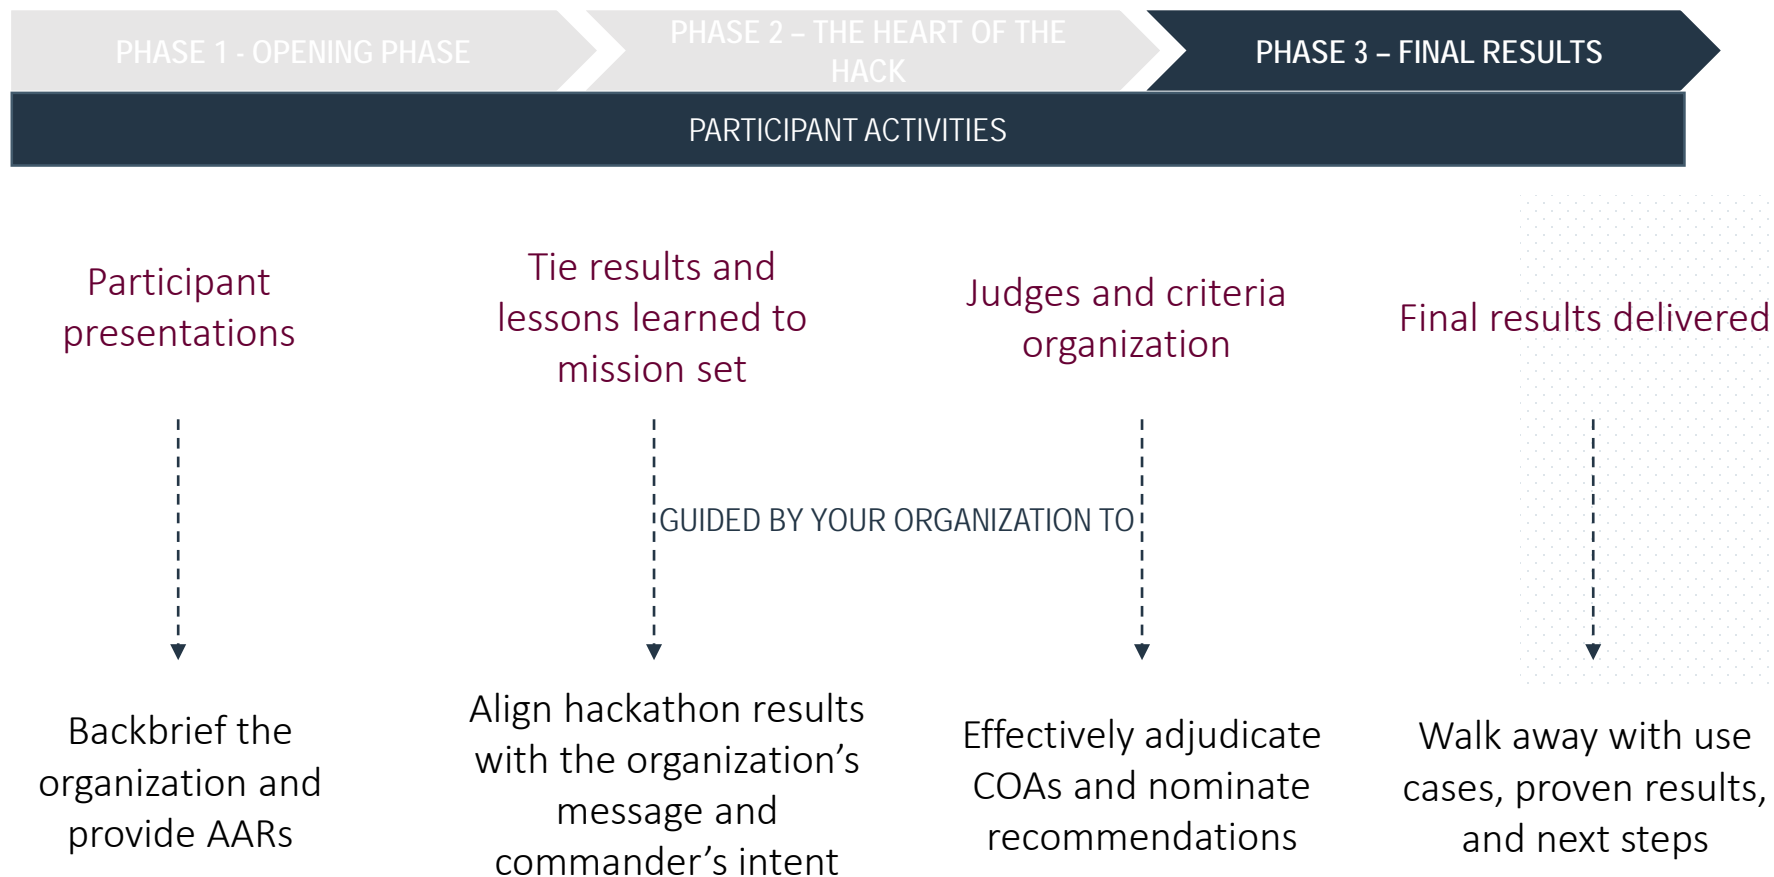 PHASE 1 - OPENING PHASE
PHASE 2 – THE HEART OF THE
HACK
PHASE 3 – FINAL RESULTS
PARTICIPANT ACTIVITIES
Participant
presentations
Tie results and
lessons learned to
mission set
Judges and criteria
organization
Final results delivered
GUIDED BY YOUR ORGANIZATION TO
Backbrief the
organization and
provide AARs
Align hackathon results
with the organization’s
message and
commander’s intent
Effectively adjudicate
COAs and nominate
recommendations
Walk away with use
cases, proven results,
and next steps